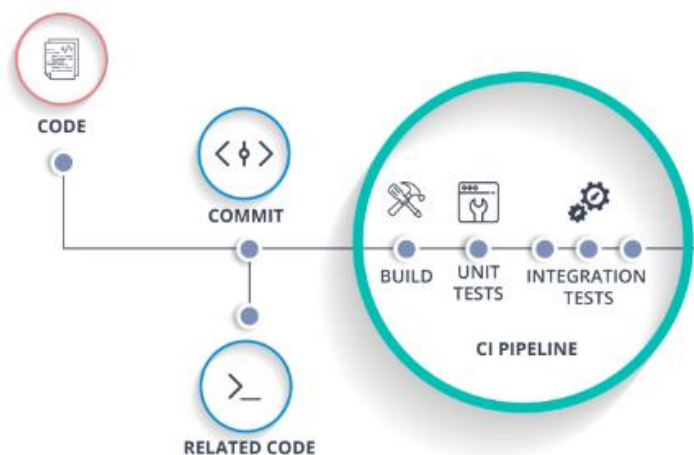 CODE
COMMIT
BUILD
UNIT
TESTS
INTEGRATION
TESTS
CI PIPELINE
RELATED CODE